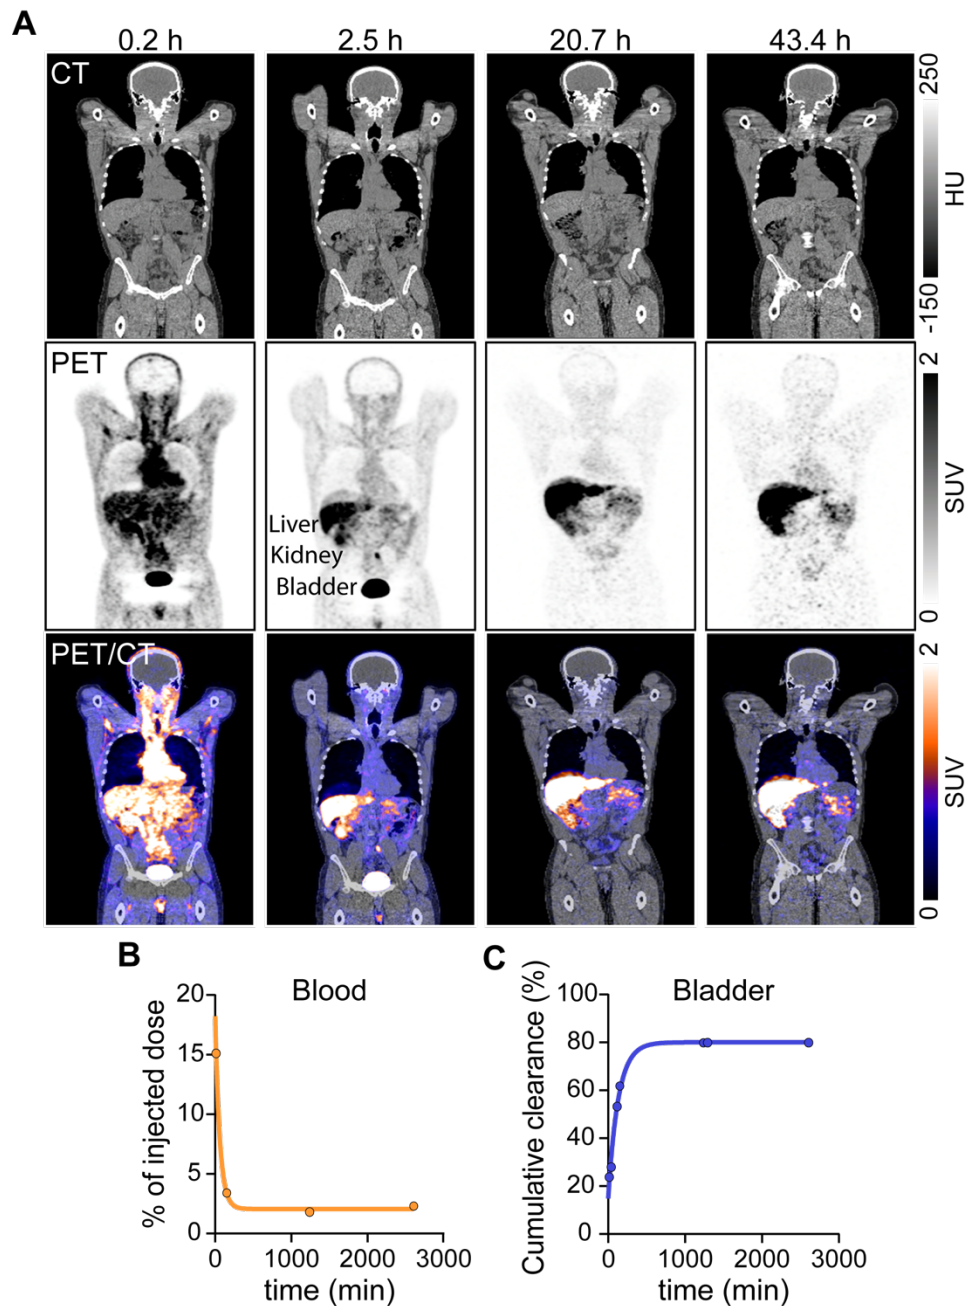 A
0.2 h 2.5 h 20.7 h 43.4 h
CT
250
HU
-150
PET
Liver
Kidney
Bladder
2
SUV
0
PET/CT
2
SUV
0
B
Blood
% of injected dose
20
15
10
5
0
0 1000 2000 3000
time (min)
C
Bladder
Cumulative clearance (%)
100
80
60
40
20
0
0 1000 2000 3000
time (min)